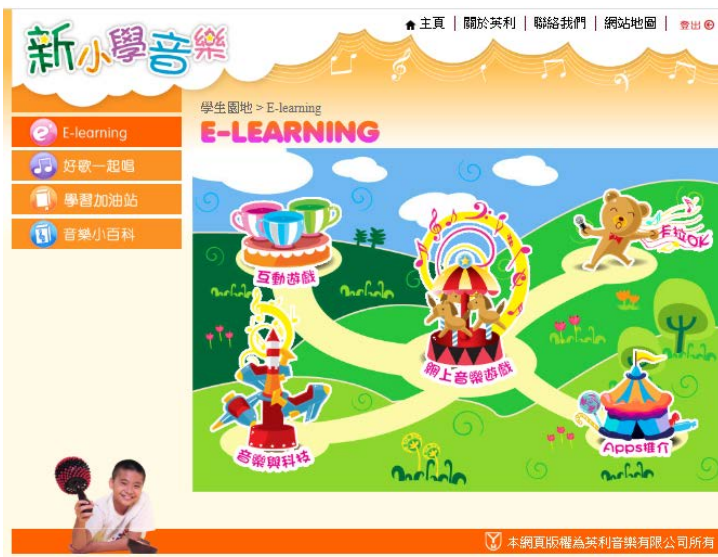 新小學音樂
主頁 | 關於英利 | 聯絡我們 | 網站地圖 | 登出
學生園地 > E-learning
E-LEARNING
E-learning
好歌一起唱
學習加油站
音樂小百科
互動遊戲
卡拉OK
網上音樂遊戲
音樂與科技
Apps推介
本網頁版權為英利音樂有限公司所有